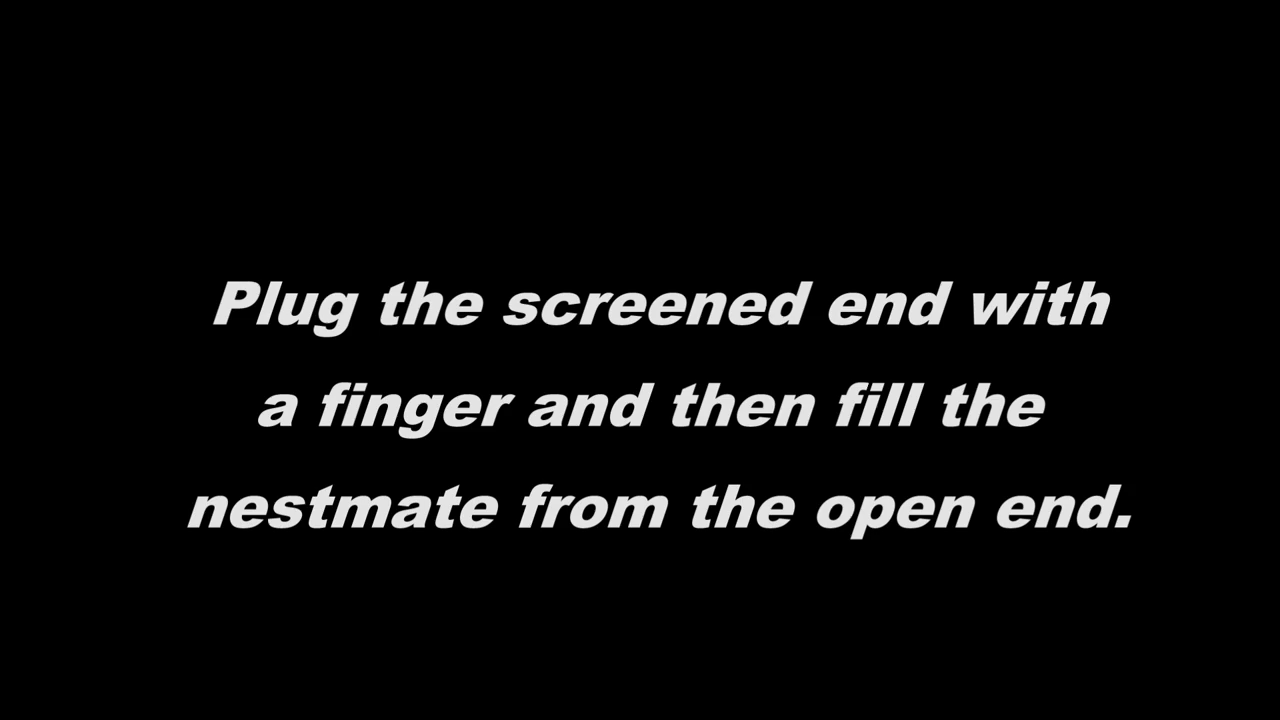 Plug the screened end with
a finger and then fill the
nestmate from the open end.